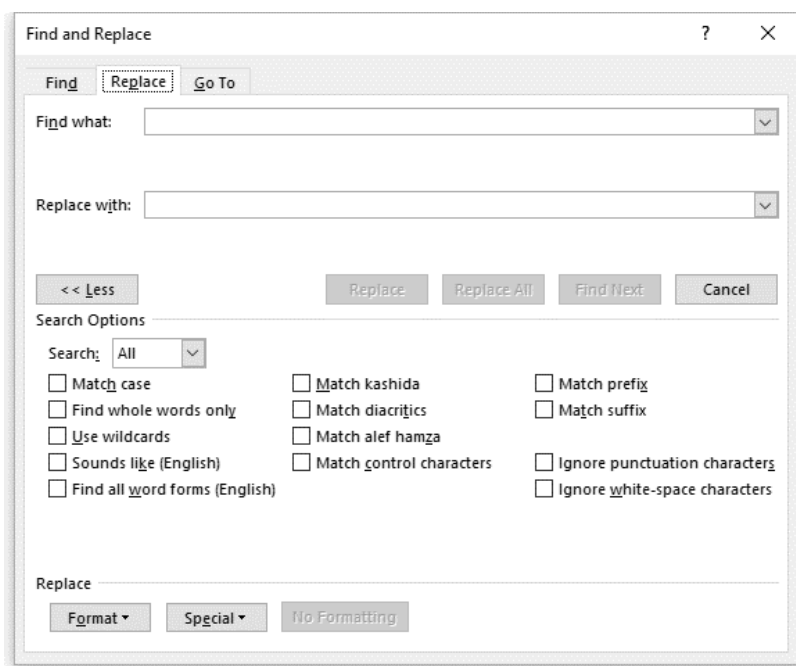 Find and Replace ?
Find Replace Go To
Find what:
Replace with:
<< Less Replace Replace All Find Next Cancel
Search Options
Search: All
Match case Match kashida Match prefix
Find whole words only Match diacritics Match suffix
Use wildcards Match alef hamza
Sounds like (English) Match control characters Ignore punctuation characters
Find all word forms (English) Ignore white-space characters
Replace
Format Special No Formatting